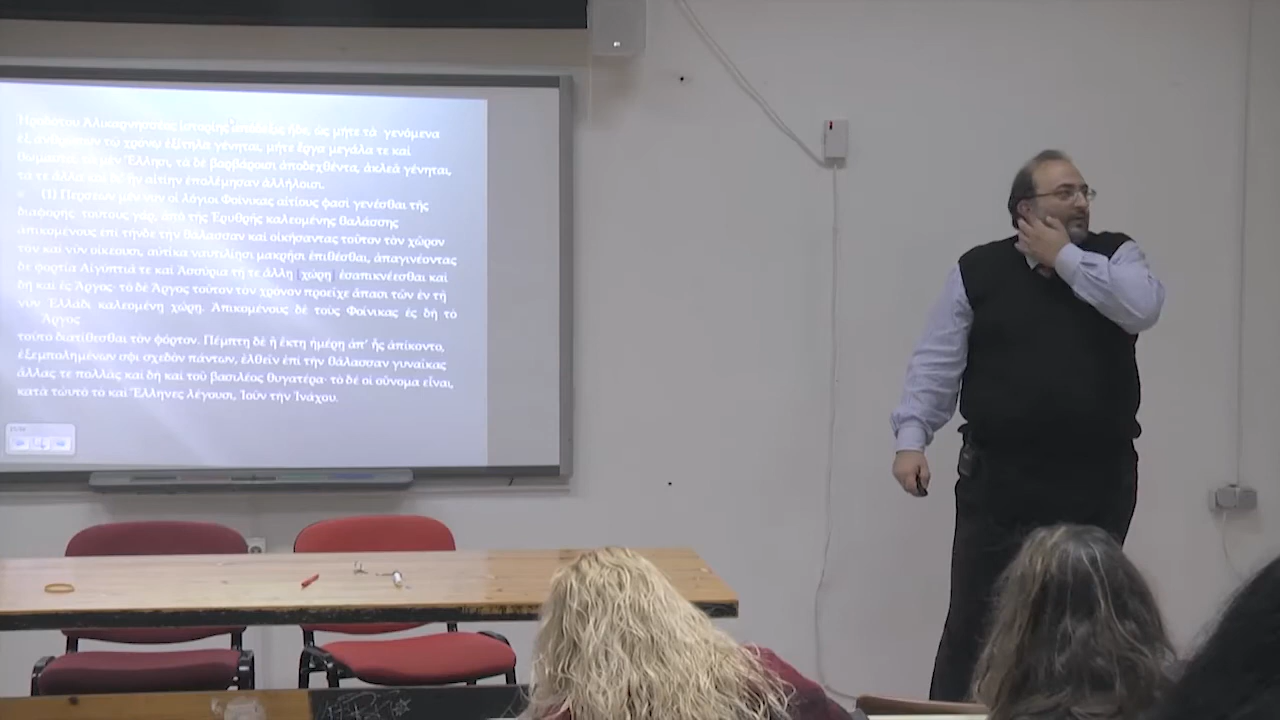 Ἡροδότου Ἁλικαρνησσέος ἱστορίης ἀπόδεξις ἥδε, ὡς μήτε τὰ γενόμενα
ἐξ ἀνθρώπων τῷ χρόνῳ ἐξίτηλα γένηται, μήτε ἔργα μεγάλα τε καὶ
θωμαστά, τὰ μὲν Ἕλλησι, τὰ δὲ βαρβάροισι ἀποδεχθέντα, ἀκλεᾶ γένηται,
τά τε ἄλλα καὶ δι' ἣν αἰτίην ἐπολέμησαν ἀλλήλοισι.
(1) Περσέων μέν νυν οἱ λόγιοι Φοίνικας αἰτίους φασὶ γενέσθαι τῆς
διαφορῆς· τούτους γάρ, ἀπὸ τῆς Ἐρυθρῆς καλεομένης θαλάσσης
ἀπικομένους ἐπὶ τήνδε τὴν θάλασσαν καὶ οἰκήσαντας τοῦτον τὸν χῶρον
τὸν καὶ νῦν οἰκέουσι, αὐτίκα ναυτιλίῃσι μακρῇσι ἐπιθέσθαι, ἀπαγινέοντας
δὲ φορτία Αἰγύπτιά τε καὶ Ἀσσύρια τῇ τε ἄλλῃ [χώρῃ] ἐσαπικνέεσθαι καὶ
δὴ καὶ ἐς Ἄργος· τὸ δὲ Ἄργος τοῦτον τὸν χρόνον προεῖχε ἅπασι τῶν ἐν τῇ
νῦν Ἑλλάδι καλεομένῃ χώρῃ. Ἀπικομένους δὲ τοὺς Φοίνικας ἐς δὴ τὸ
Ἄργος
τοῦτο διατίθεσθαι τὸν φόρτον. Πέμπτῃ δὲ ἢ ἕκτῃ ἡμέρῃ ἀπ' ἧς ἀπίκοντο,
ἐξεμπολημένων σφι σχεδὸν πάντων, ἐλθεῖν ἐπὶ τὴν θάλασσαν γυναῖκας
ἄλλας τε πολλὰς καὶ δὴ καὶ τοῦ βασιλέος θυγατέρα· τὸ δέ οἱ οὔνομα εἶναι,
κατὰ τὠυτὸ τὸ καὶ Ἕλληνες λέγουσι, Ἰοῦν τὴν Ἰνάχου.